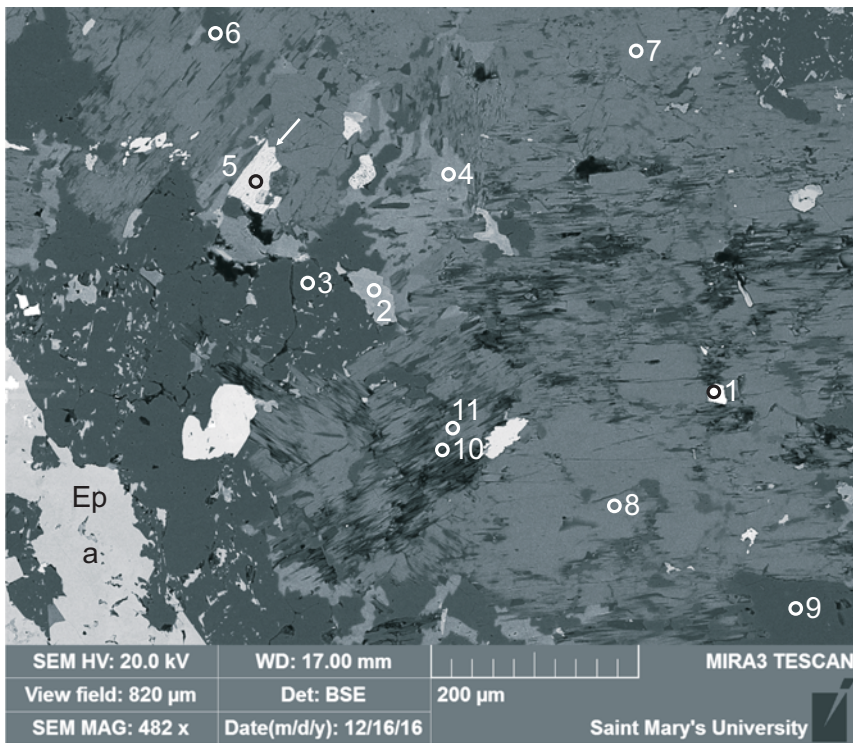 6
7
5
4
3
2
1
11
10
Ep
a
8
9
SEM HV: 20.0 kV
WD: 17.00 mm
MIRA3 TESCAN
View field: 820 µm
Det: BSE
200 µm
SEM MAG: 482 x
Date(m/d/y): 12/16/16
Saint Mary's University